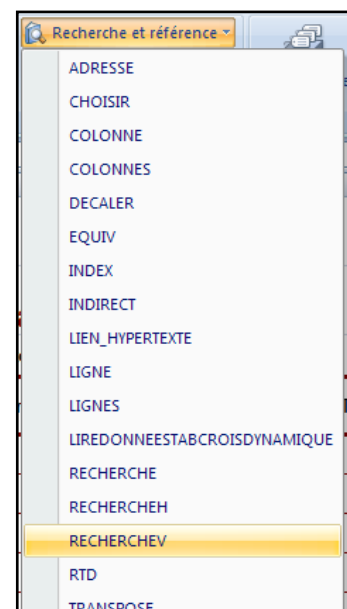 Recherche et référence
ADRESSE
CHOISIR
COLONNE
COLONNES
DECALER
EQUIV
INDEX
INDIRECT
LIEN_HYPERTEXTE
LIGNE
LIGNES
LIREDONNEESTABCROISDYNAMIQUE
RECHERCHE
RECHERCHEH
RECHERCHEV
RTD
TRANSPOSE